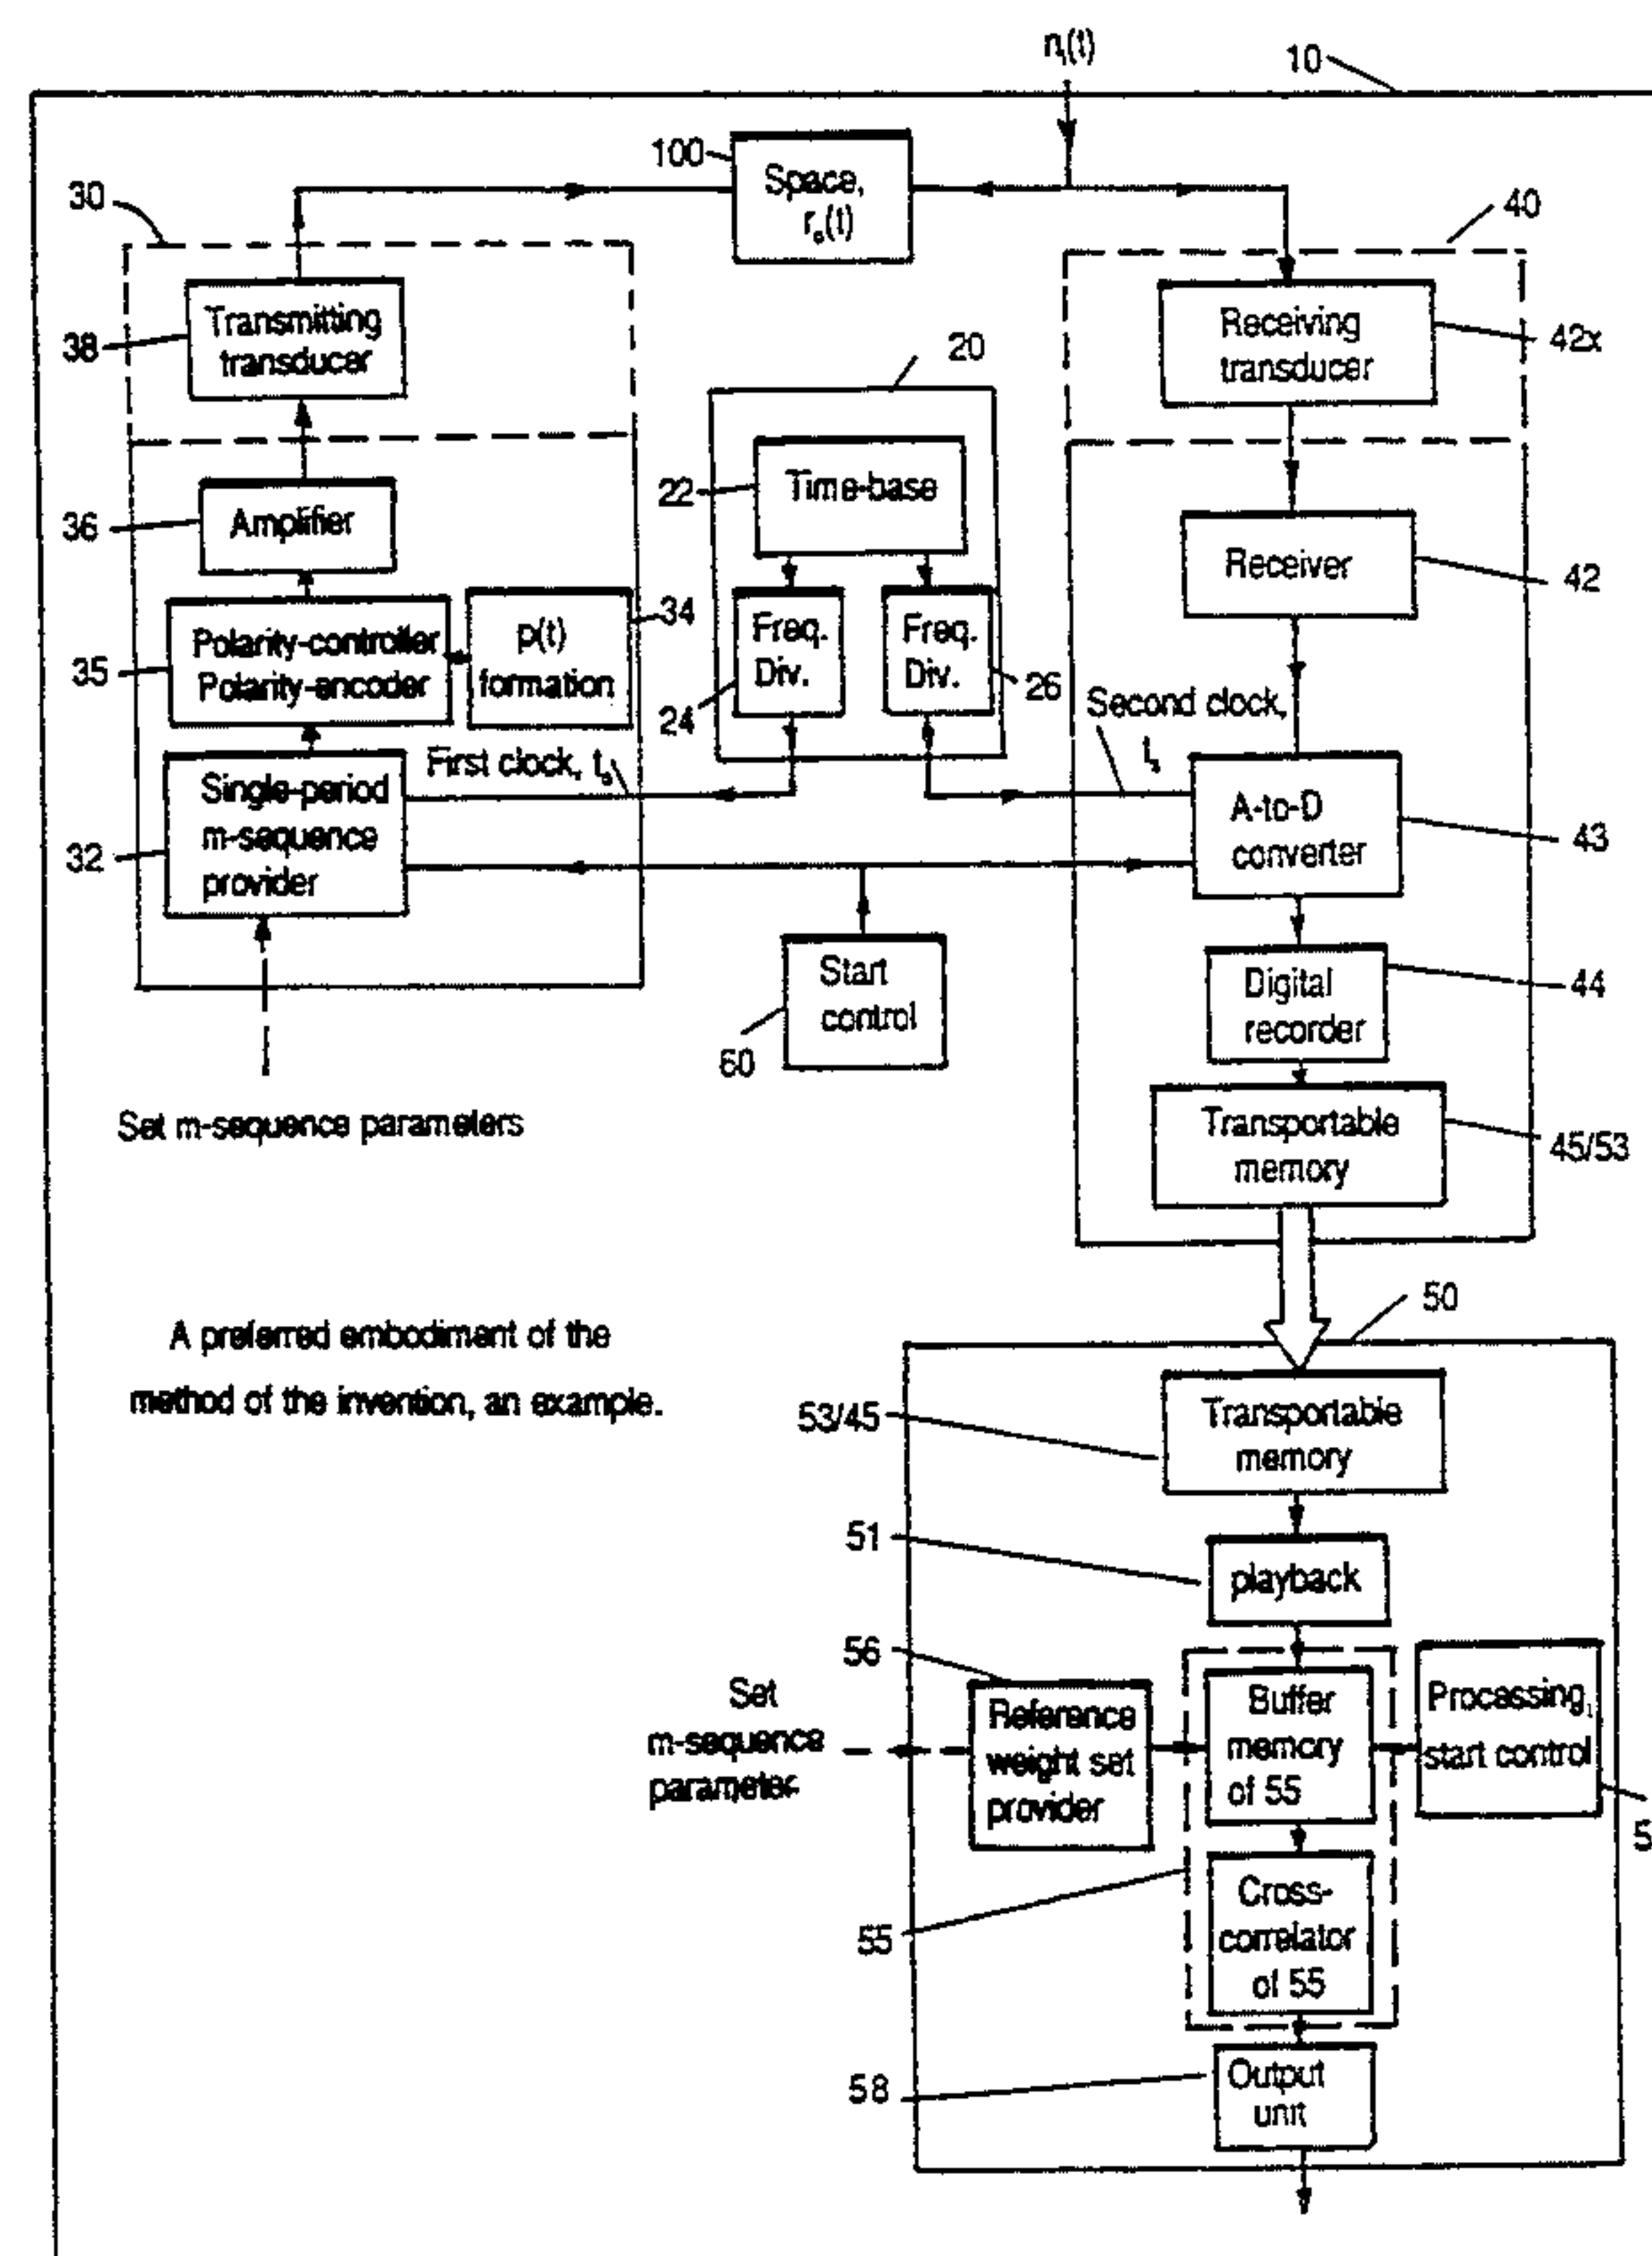 n₁(t)
10
100
Space,
rₒ(t)
30
40
Transmitting
transducer
38
Receiving
transducer
42x
20
22
Time-base
36
Amplifier
Receiver
42
Polarity-controller
Polarity-encoder
35
p(t)
formation
34
Freq.
Div.
24
Freq.
Div.
26
Second clock,
First clock,
Single-period
m-sequence
provider
32
A-to-D
converter
43
Start
control
60
Digital
recorder
44
Set m-sequence parameters
Transportable
memory
45/53
50
A preferred embodiment of the
method of the invention, an example.
53/45
Transportable
memory
51
playback
56
Set
m-sequence
parameter
Reference
weight set
provider
Buffer
memory
of 55
Processing
start control
5
55
Cross-
correlator
of 55
58
Output
unit